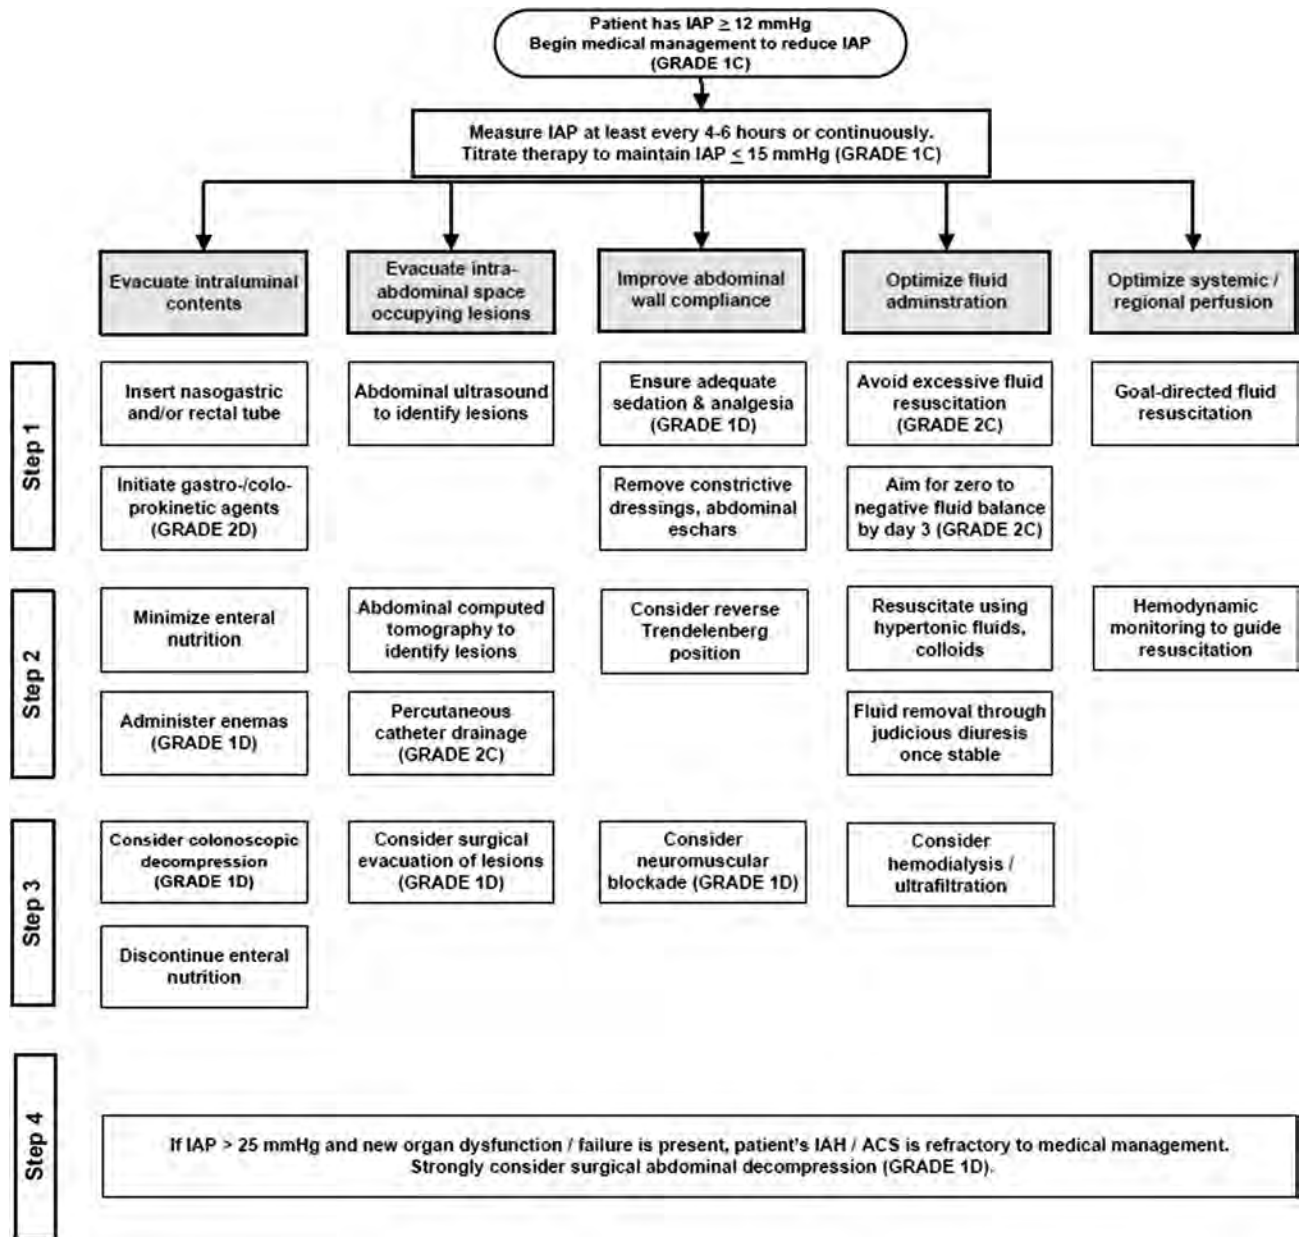 Patient has IAP ≥ 12 mmHg
Begin medical management to reduce IAP
(GRADE 1C)
Measure IAP at least every 4-6 hours or continuously.
Titrate therapy to maintain IAP ≤ 15 mmHg (GRADE 1C)
Evacuate intraluminal
contents
Evacuate intra-
abdominal space
occupying lesions
Improve abdominal
wall compliance
Optimize fluid
adminstration
Optimize systemic /
regional perfusion
Step 1
Insert nasogastric
and/or rectal tube
Abdominal ultrasound
to identify lesions
Ensure adequate
sedation & analgesia
(GRADE 1D)
Avoid excessive fluid
resuscitation
(GRADE 2C)
Goal-directed fluid
resuscitation
Initiate gastro-/colo-
prokinetic agents
(GRADE 2D)
Remove constrictive
dressings, abdominal
eschars
Aim for zero to
negative fluid balance
by day 3 (GRADE 2C)
Step 2
Minimize enteral
nutrition
Abdominal computed
tomography to
identify lesions
Consider reverse
Trendelenberg
position
Resuscitate using
hypertonic fluids,
colloids
Hemodynamic
monitoring to guide
resuscitation
Administer enemas
(GRADE 1D)
Percutaneous
catheter drainage
(GRADE 2C)
Fluid removal through
judicious diuresis
once stable
Step 3
Consider colonoscopic
decompression
(GRADE 1D)
Consider surgical
evacuation of lesions
(GRADE 1D)
Consider
neuromuscular
blockade (GRADE 1D)
Consider
hemodialysis /
ultrafiltration
Discontinue enteral
nutrition
Step 4
If IAP > 25 mmHg and new organ dysfunction / failure is present, patient's IAH / ACS is refractory to medical management.
Strongly consider surgical abdominal decompression (GRADE 1D).